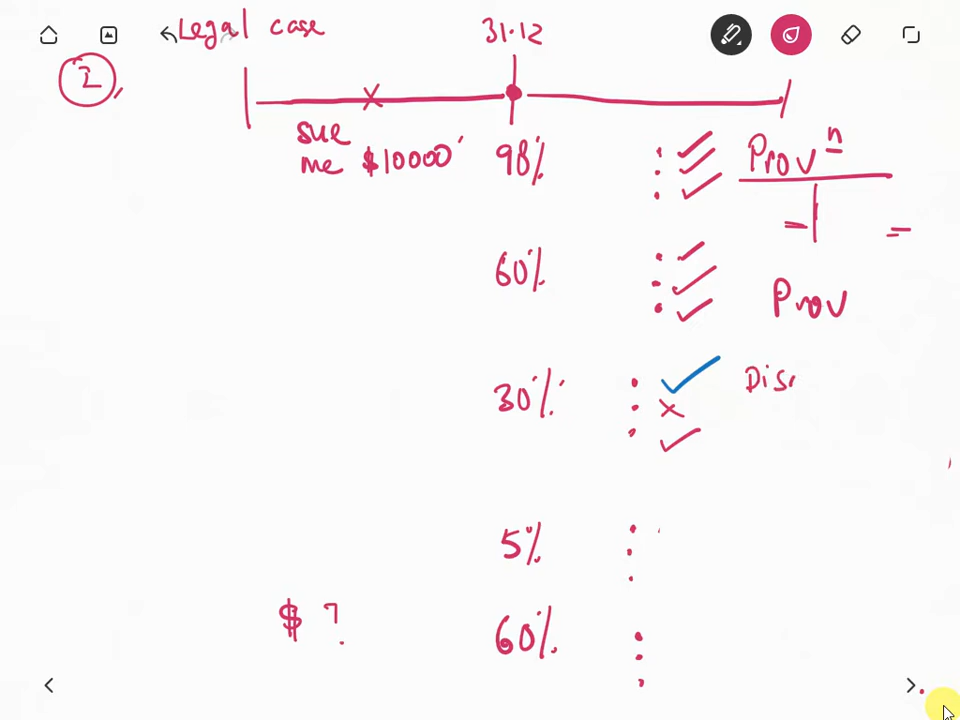 Legal case
31.12
2
sue
me $10000
98%
Prov n
60%
Prov
30%
Dis
5%
$ ?
60%